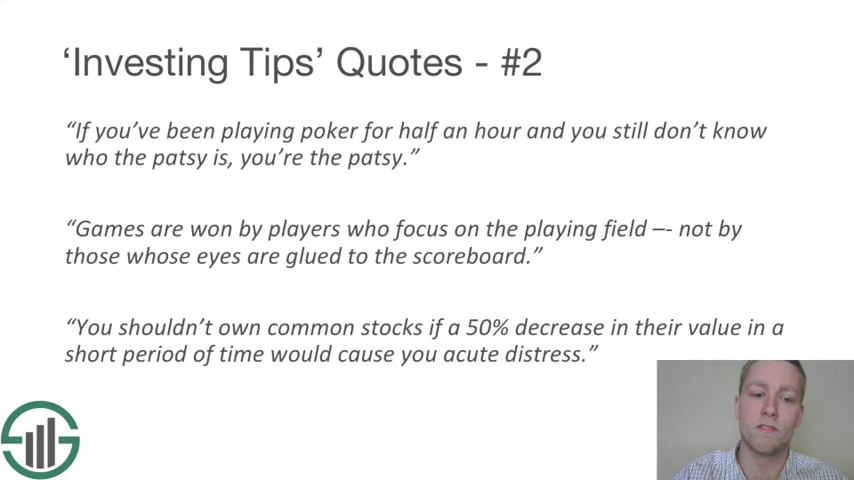 ‘Investing Tips’ Quotes - #2
“If you’ve been playing poker for half an hour and you still don’t know
who the patsy is, you’re the patsy.”
“Games are won by players who focus on the playing field –- not by
those whose eyes are glued to the scoreboard.”
“You shouldn’t own common stocks if a 50% decrease in their value in a
short period of time would cause you acute distress.”